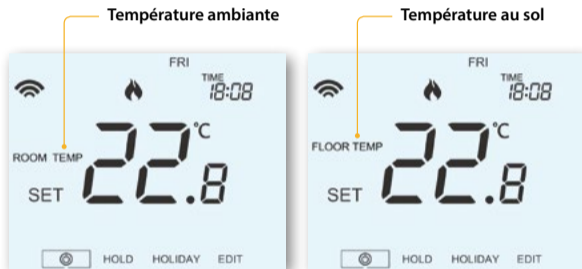 Température ambiante
Température au sol
FRI
TIME
18:08
ROOM TEMP
22.8
°C
SET
HOLD HOLIDAY EDIT
FRI
TIME
18:08
FLOOR TEMP
22.8
°C
SET
HOLD HOLIDAY EDIT